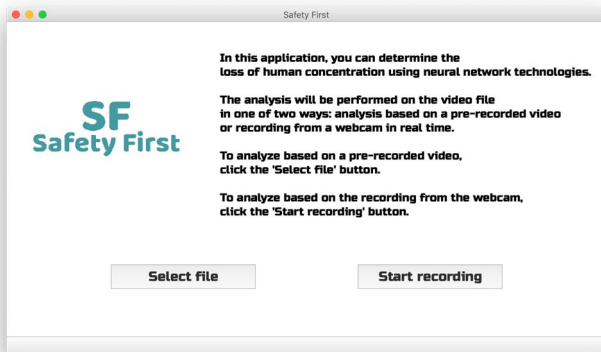 Safety First
In this application, you can determine the
loss of human concentration using neural network technologies.
The analysis will be performed on the video file
in one of two ways: analysis based on a pre-recorded video
or recording from a webcam in real time.
SF
Safety First
To analyze based on a pre-recorded video,
click the 'Select file' button.
To analyze based on the recording from the webcam,
click the 'Start recording' button.
Select file
Start recording